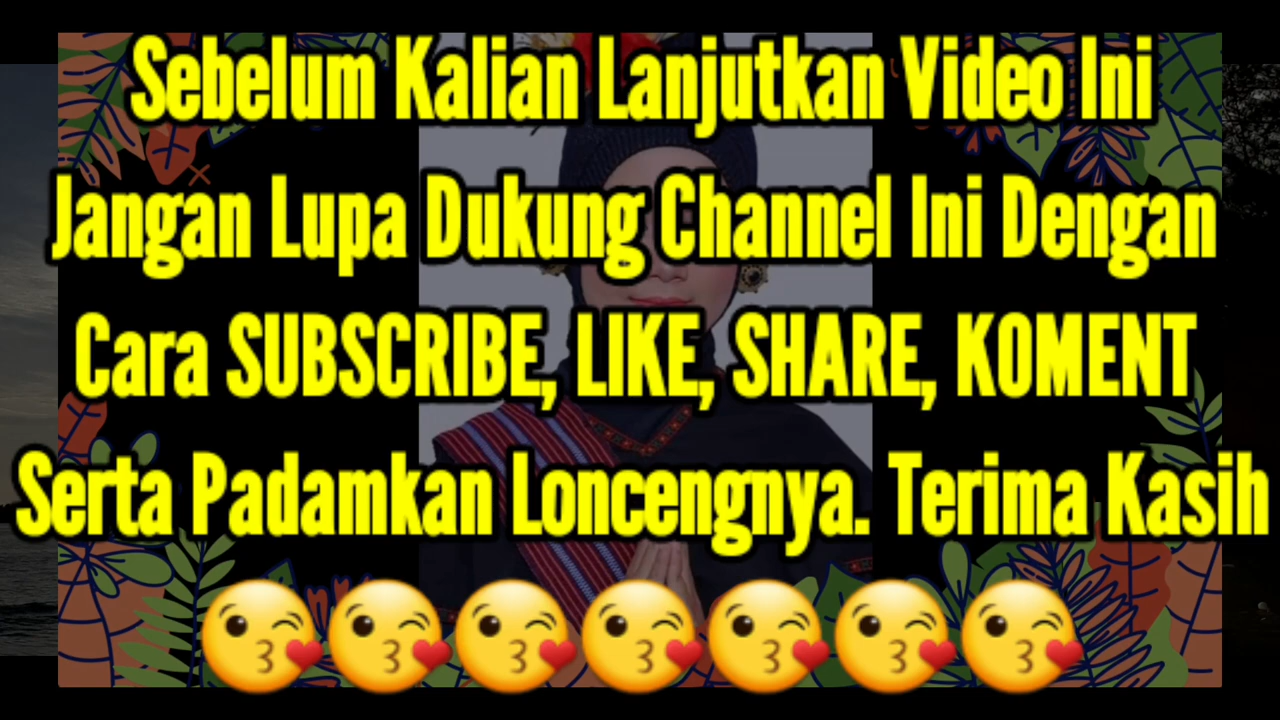 Sebelum Kalian Lanjutkan Video Ini
Jangan Lupa Dukung Channel Ini Dengan
Cara SUBSCRIBE, LIKE, SHARE, KOMENT
Serta Padamkan Loncengnya. Terima Kasih
😘😘😘😘😘😘😘